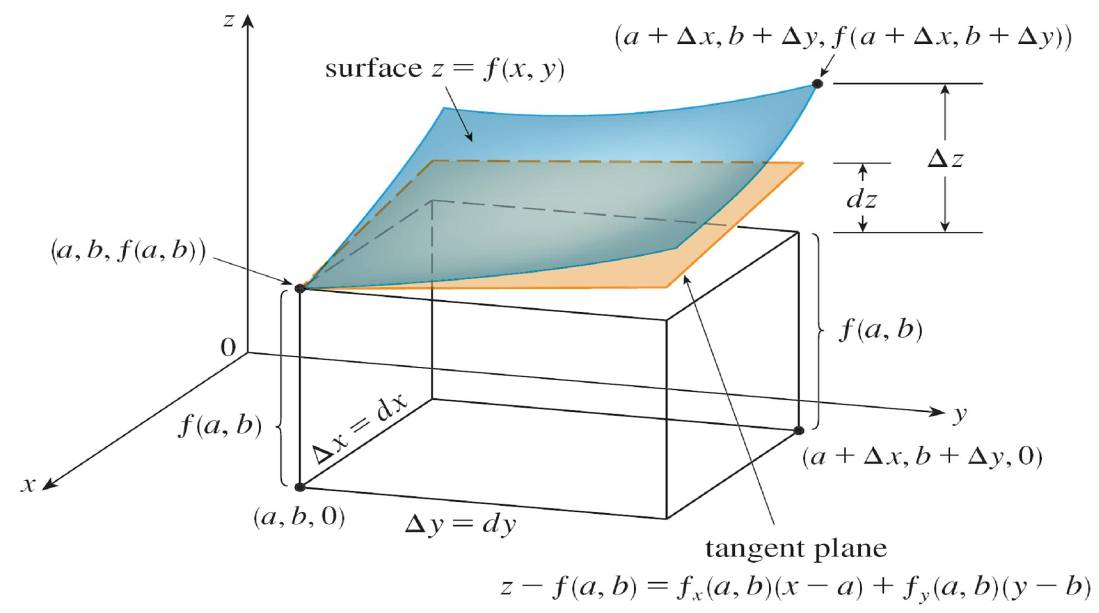 z
(a + Δx, b + Δy, f(a + Δx, b + Δy))
surface z = f(x, y)
Δz
dz
(a, b, f(a, b))
f(a, b)
0
f(a, b)
Δx = dx
y
x
(a + Δx, b + Δy, 0)
(a, b, 0)
Δy = dy
tangent plane
z − f(a, b) = fₓ(a, b)(x − a) + fᵧ(a, b)(y − b)